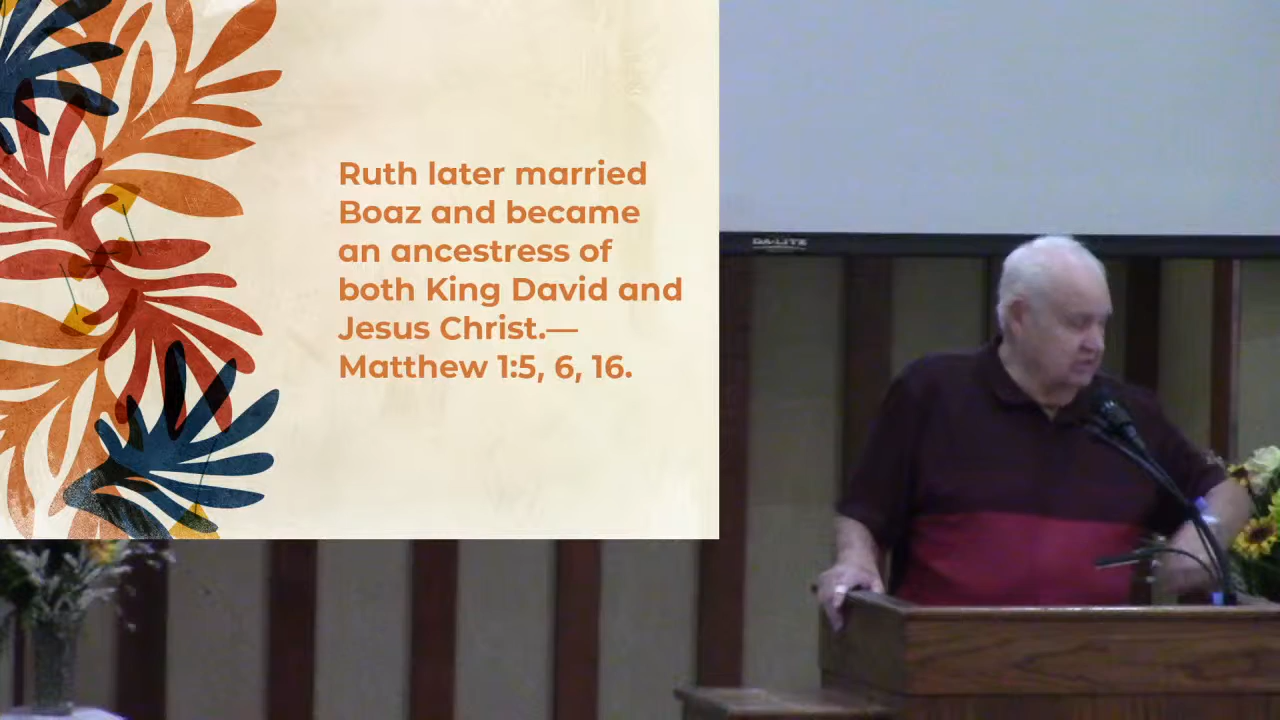 Ruth later married
Boaz and became
an ancestress of
both King David and
Jesus Christ.—
Matthew 1:5, 6, 16.
DA-LITE